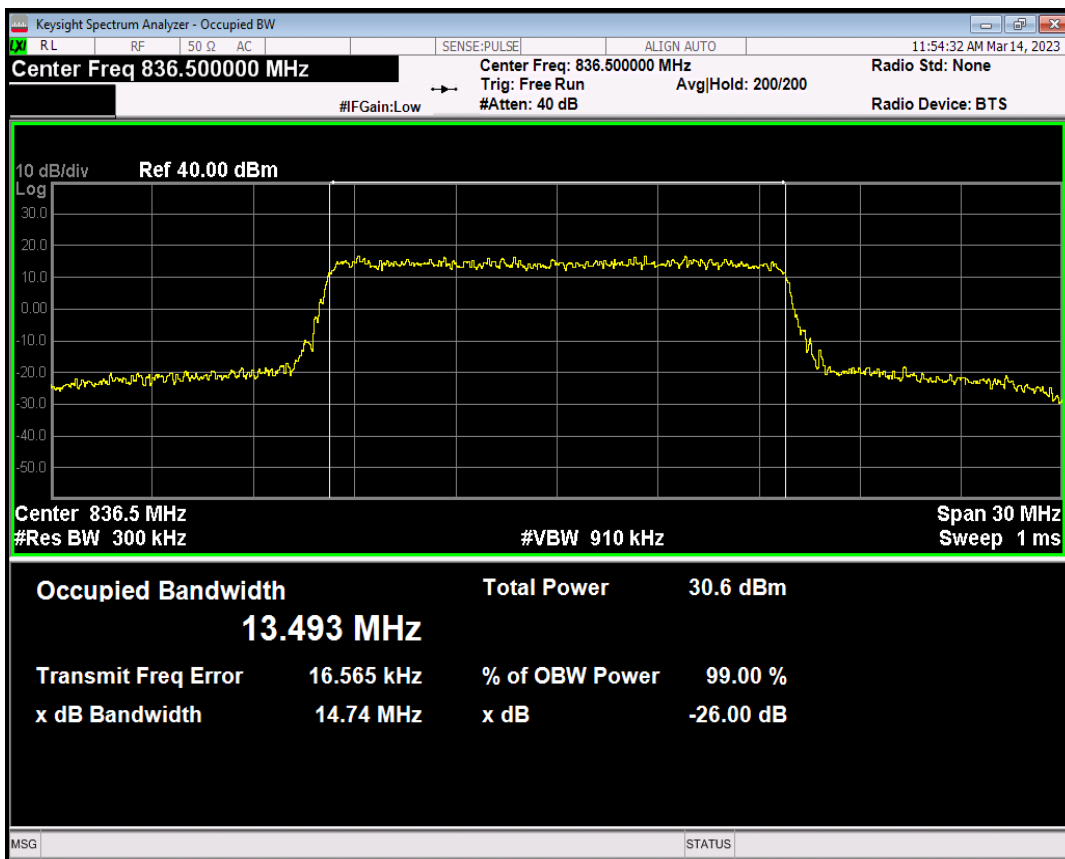 Keysight Spectrum Analyzer - Occupied BW
LXI RL RF 50 Ω AC SENSE:PULSE ALIGN AUTO 11:54:32 AM Mar 14, 2023
Center Freq 836.500000 MHz Center Freq: 836.500000 MHz Radio Std: None
Trig: Free Run Avg|Hold: 200/200
#IFGain:Low #Atten: 40 dB Radio Device: BTS
10 dB/div Ref 40.00 dBm
Log
30.0
20.0
10.0
0.00
-10.0
-20.0
-30.0
-40.0
-50.0
Center 836.5 MHz Span 30 MHz
#Res BW 300 kHz #VBW 910 kHz Sweep 1 ms
Occupied Bandwidth Total Power 30.6 dBm
13.493 MHz
Transmit Freq Error 16.565 kHz % of OBW Power 99.00 %
x dB Bandwidth 14.74 MHz x dB -26.00 dB
MSG STATUS